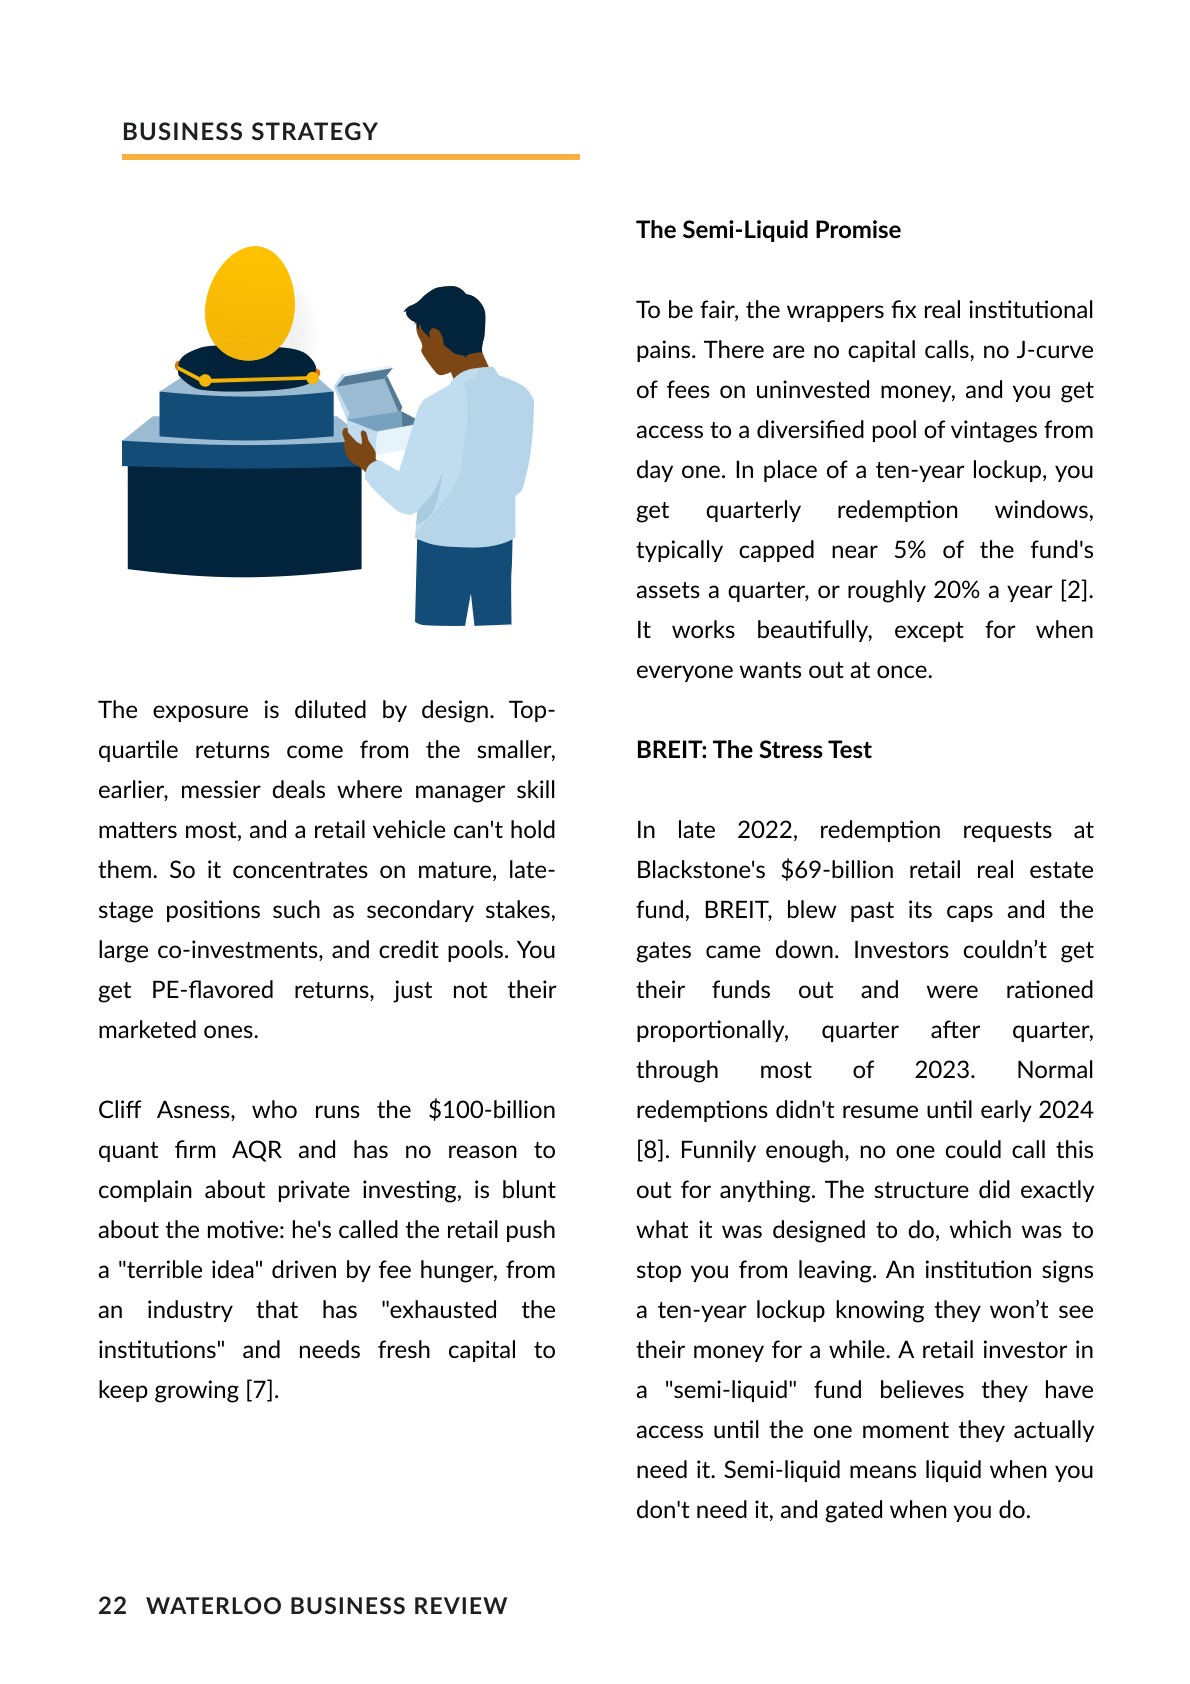 BUSINESS STRATEGY
The exposure is diluted by design. Top-
quartile returns come from the smaller,
earlier, messier deals where manager skill
matters most, and a retail vehicle can't hold
them. So it concentrates on mature, late-
stage positions such as secondary stakes,
large co-investments, and credit pools. You
get PE-flavored returns, just not their
marketed ones.
Cliff Asness, who runs the $100-billion
quant firm AQR and has no reason to
complain about private investing, is blunt
about the motive: he's called the retail push
a "terrible idea" driven by fee hunger, from
an industry that has "exhausted the
institutions" and needs fresh capital to
keep growing [7].
The Semi-Liquid Promise
To be fair, the wrappers fix real institutional
pains. There are no capital calls, no J-curve
of fees on uninvested money, and you get
access to a diversified pool of vintages from
day one. In place of a ten-year lockup, you
get quarterly redemption windows,
typically capped near 5% of the fund's
assets a quarter, or roughly 20% a year [2].
It works beautifully, except for when
everyone wants out at once.
BREIT: The Stress Test
In late 2022, redemption requests at
Blackstone's $69-billion retail real estate
fund, BREIT, blew past its caps and the
gates came down. Investors couldn’t get
their funds out and were rationed
proportionally, quarter after quarter,
through most of 2023. Normal
redemptions didn't resume until early 2024
[8]. Funnily enough, no one could call this
out for anything. The structure did exactly
what it was designed to do, which was to
stop you from leaving. An institution signs
a ten-year lockup knowing they won’t see
their money for a while. A retail investor in
a "semi-liquid" fund believes they have
access until the one moment they actually
need it. Semi-liquid means liquid when you
don't need it, and gated when you do.
22 WATERLOO BUSINESS REVIEW